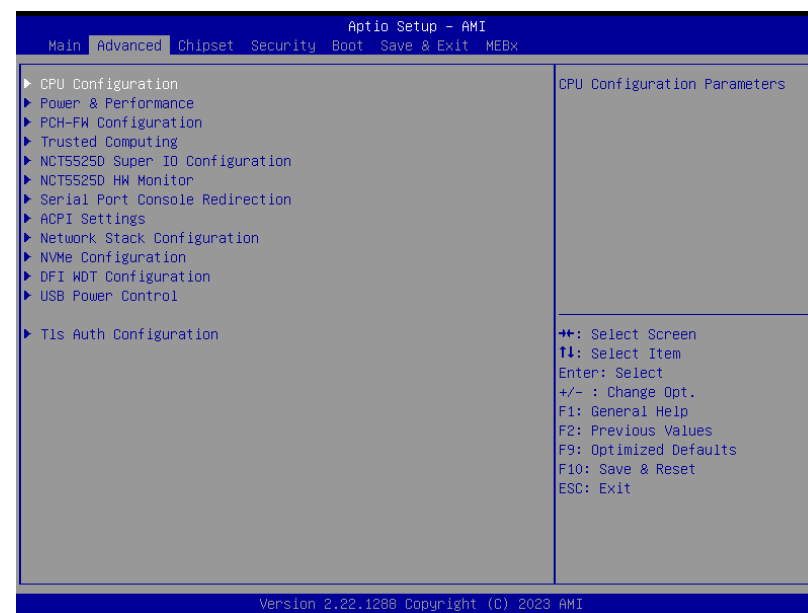 Aptio Setup – AMI
Main Advanced Chipset Security Boot Save & Exit MEBx
CPU Configuration
Power & Performance
PCH-FW Configuration
Trusted Computing
NCT5525D Super IO Configuration
NCT5525D HW Monitor
Serial Port Console Redirection
ACPI Settings
Network Stack Configuration
NVMe Configuration
DFI WDT Configuration
USB Power Control
Tls Auth Configuration
CPU Configuration Parameters
→←: Select Screen
↑↓: Select Item
Enter: Select
+/- : Change Opt.
F1: General Help
F2: Previous Values
F9: Optimized Defaults
F10: Save & Reset
ESC: Exit
Version 2.22.1288 Copyright (C) 2023 AMI